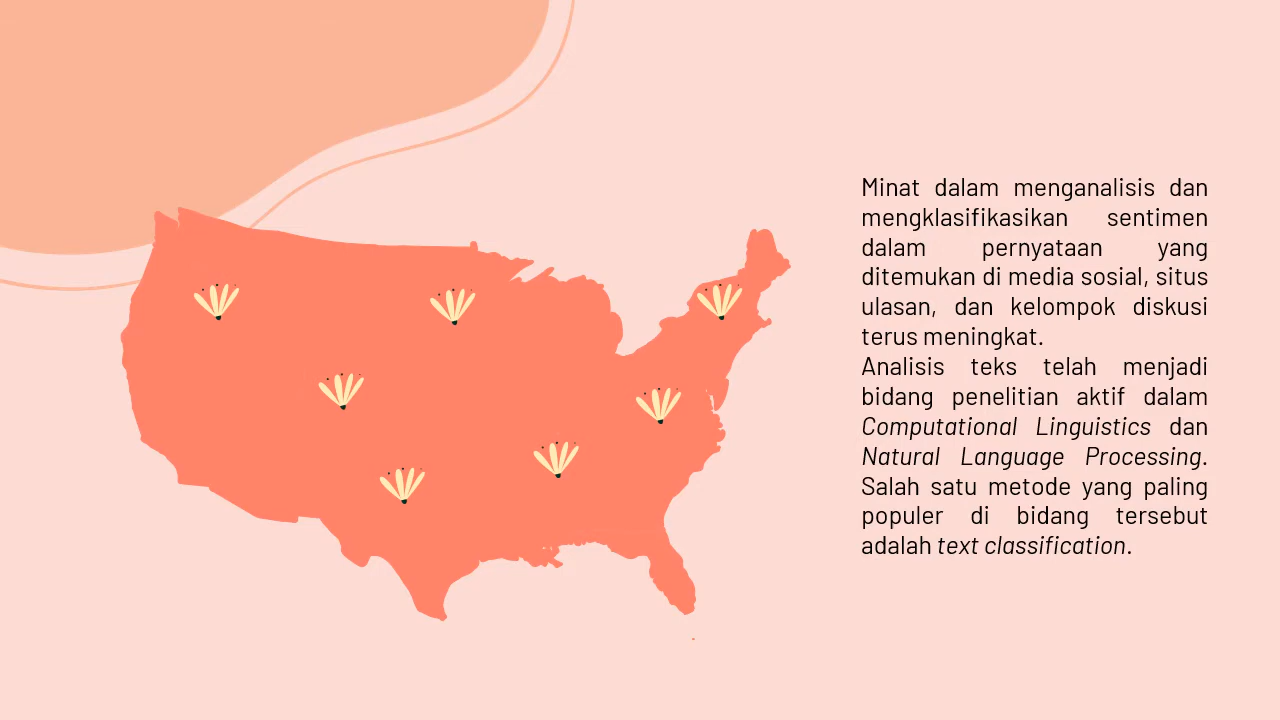 Minat dalam menganalisis dan
mengklasifikasikan sentimen
dalam pernyataan yang
ditemukan di media sosial, situs
ulasan, dan kelompok diskusi
terus meningkat.
Analisis teks telah menjadi
bidang penelitian aktif dalam
Computational Linguistics dan
Natural Language Processing.
Salah satu metode yang paling
populer di bidang tersebut
adalah text classification.